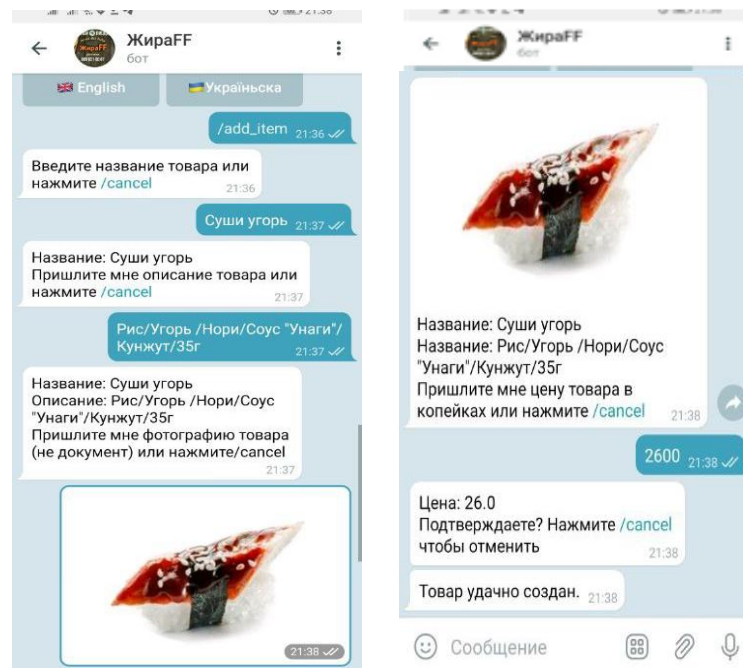 21:38
ЖираFF
бот
English
Україньска
/add_item 21:36
Введите название товара или
нажмите /cancel
21:36
Суши угорь 21:37
Название: Суши угорь
Пришлите мне описание товара или
нажмите /cancel
21:37
Рис/Угорь /Нори/Соус "Унаги"/
Кунжут/35г
21:37
Название: Суши угорь
Описание: Рис/Угорь /Нори/Соус
"Унаги"/Кунжут/35г
Пришлите мне фотографию товара
(не документ) или нажмите/cancel
21:37
21:38
ЖираFF
бот
Название: Суши угорь
Название: Рис/Угорь /Нори/Соус
"Унаги"/Кунжут/35г
Пришлите мне цену товара в
копейках или нажмите /cancel 21:38
2600 21:38
Цена: 26.0
Подтверждаете? Нажмите /cancel
чтобы отменить
21:38
Товар удачно создан. 21:38
Сообщение